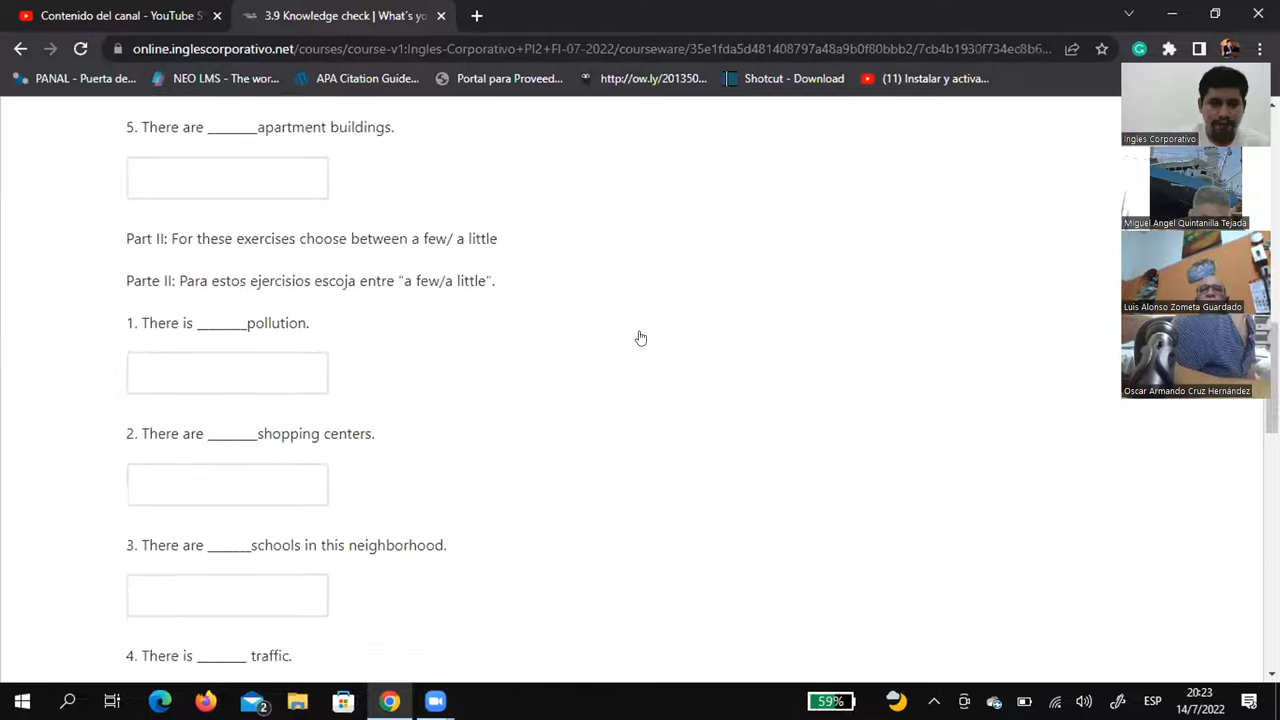 Contenido del canal - YouTube S
3.9 Knowledge check | What's yo
online.inglescorporativo.net/courses/course-v1:Ingles-Corporativo+PI2+FI-07-2022/courseware/35e1fda5d481408797a48a9b0f80bbb2/7cb4b1930f734ec8b6...
PANAL - Puerta de...
NEO LMS - The wor...
APA Citation Guide...
Portal para Proveed...
http://ow.ly/201350...
Shotcut - Download
(11) Instalar y activa...
5. There are _______apartment buildings.
Part II: For these exercises choose between a few/ a little
Parte II: Para estos ejercisios escoja entre "a few/a little".
1. There is _______pollution.
2. There are _______shopping centers.
3. There are ______schools in this neighborhood.
4. There is _______ traffic.
Ingles Corporativo
Miguel Angel Quintanilla Tejada
Luis Alonso Zometa Guardado
Oscar Armando Cruz Hernández
2
59%
ESP
20:23
14/7/2022